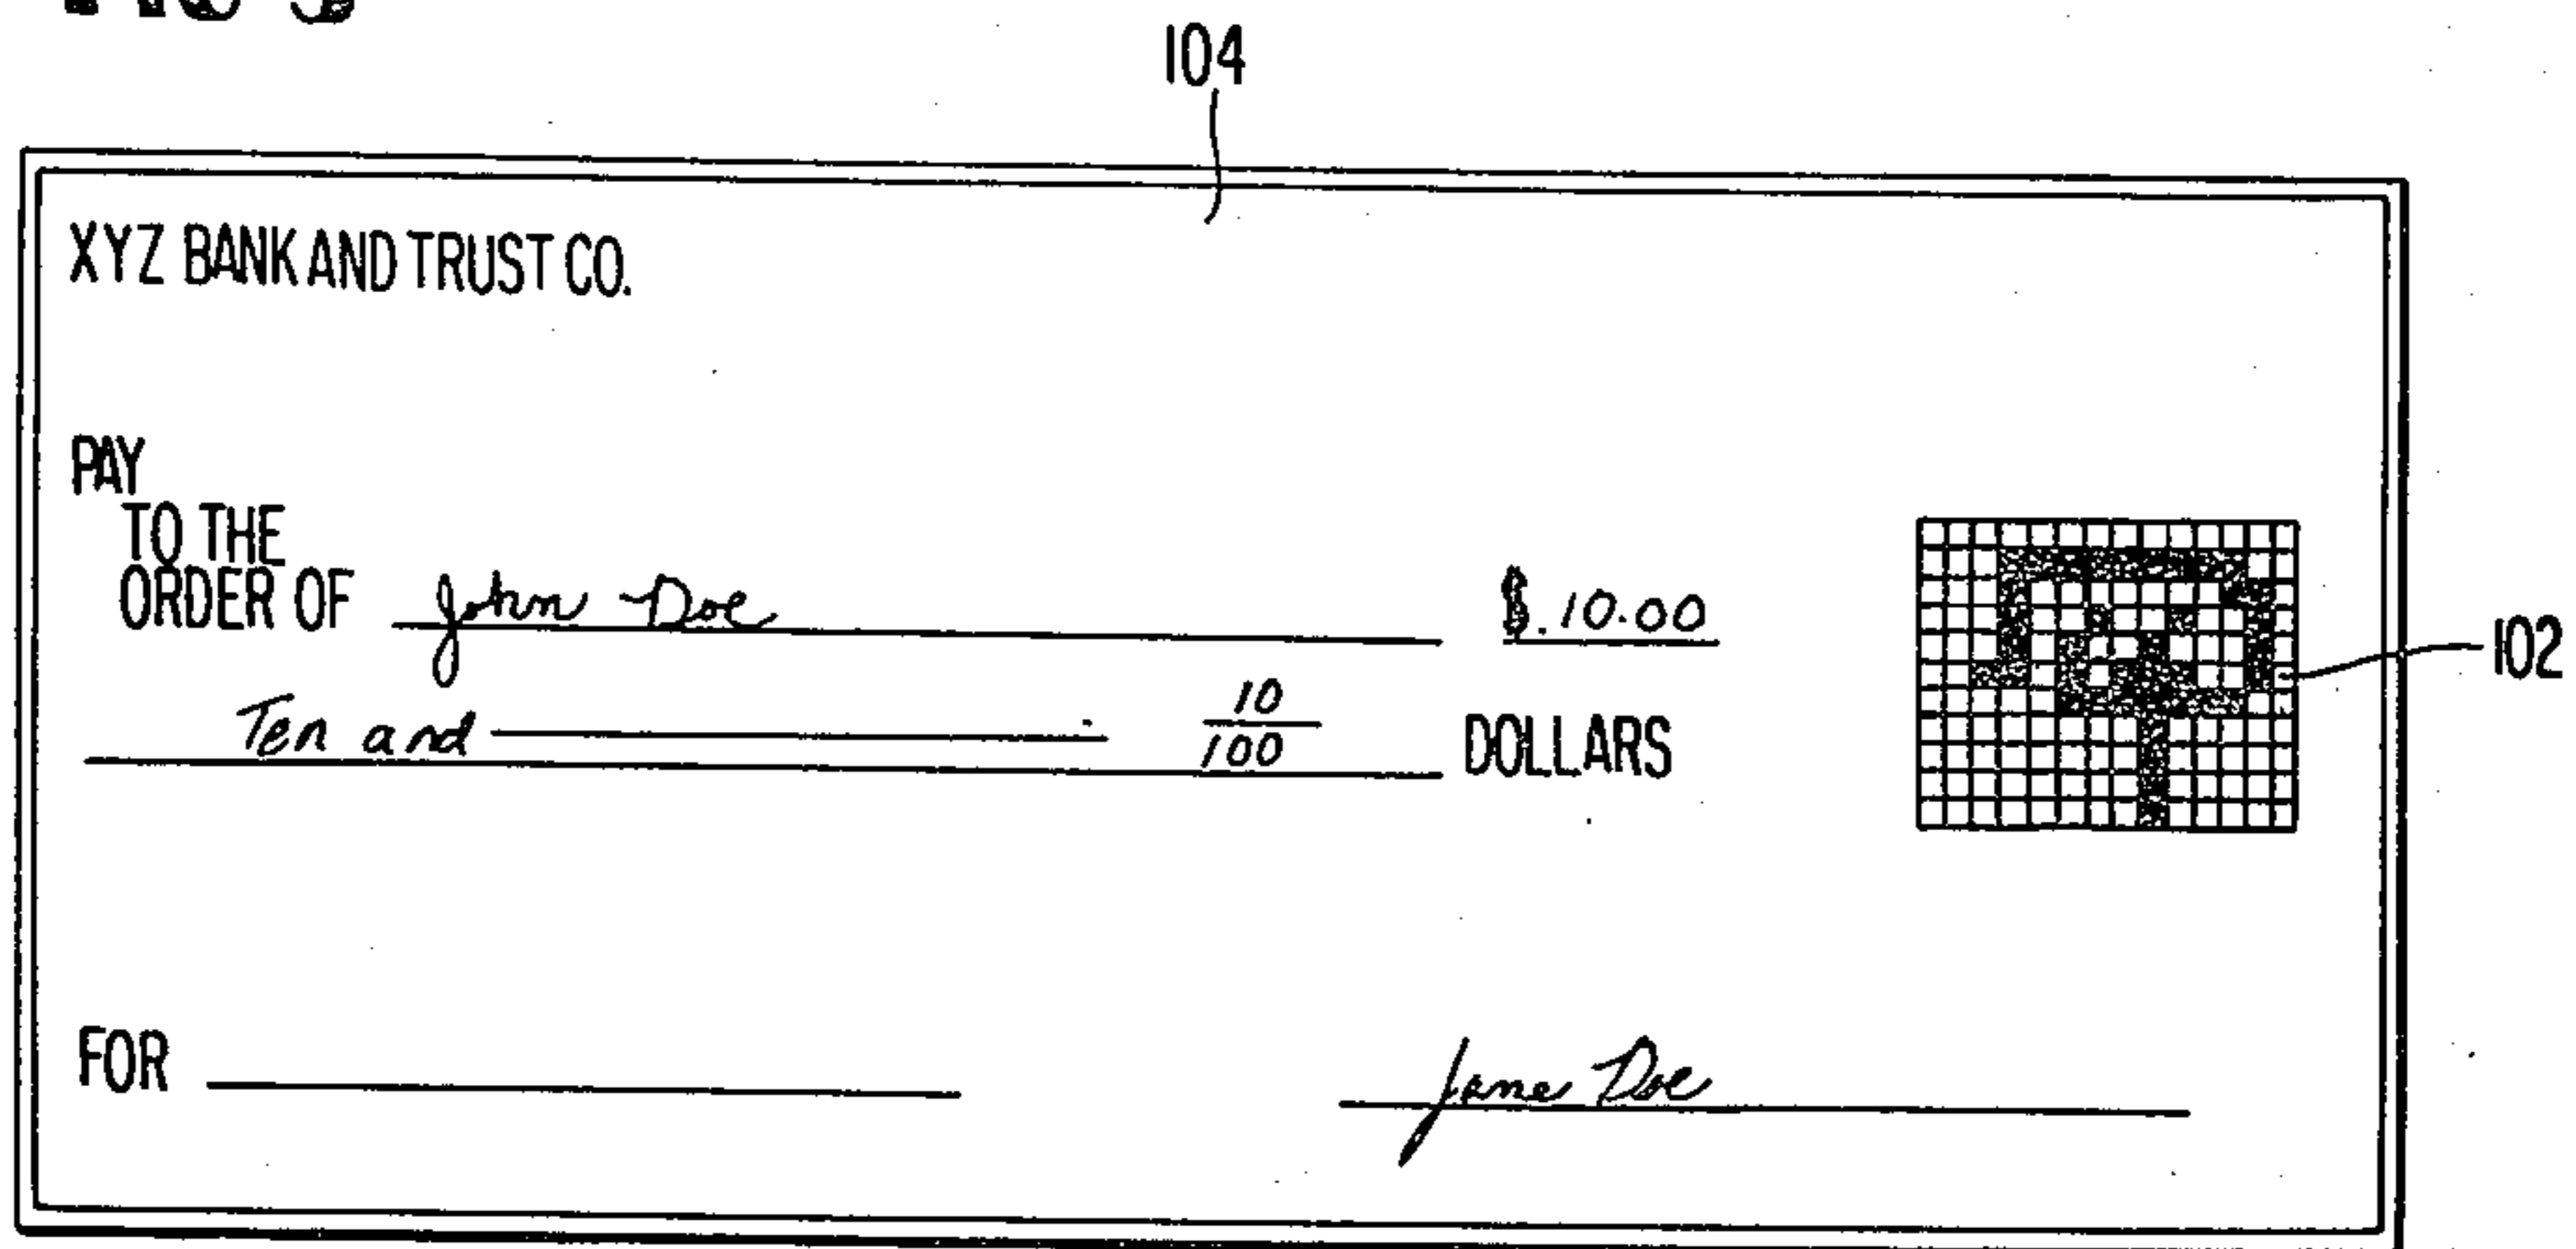 104
XYZ BANK AND TRUST CO.
PAY
TO THE
ORDER OF John Doe $.10.00
102
Ten and 10/100 DOLLARS
FOR Jane Doe